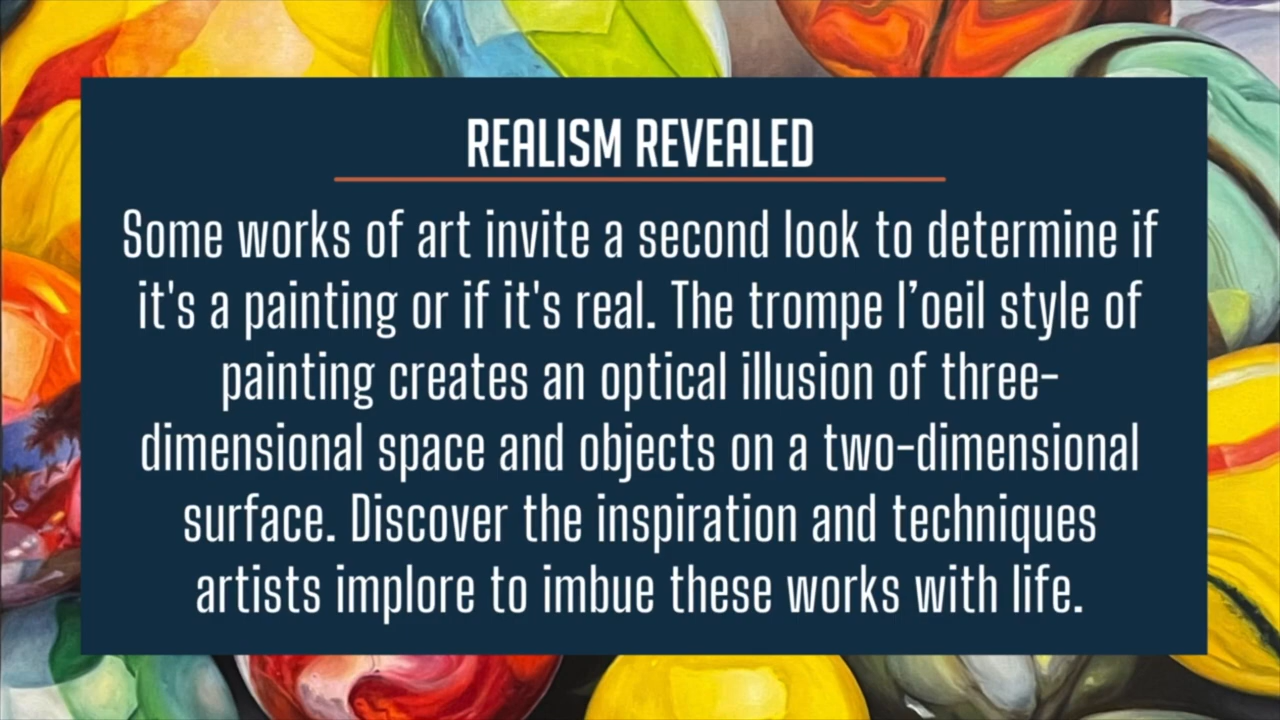 REALISM REVEALED
Some works of art invite a second look to determine if
it's a painting or if it's real. The trompe l’oeil style of
painting creates an optical illusion of three-
dimensional space and objects on a two-dimensional
surface. Discover the inspiration and techniques
artists implore to imbue these works with life.